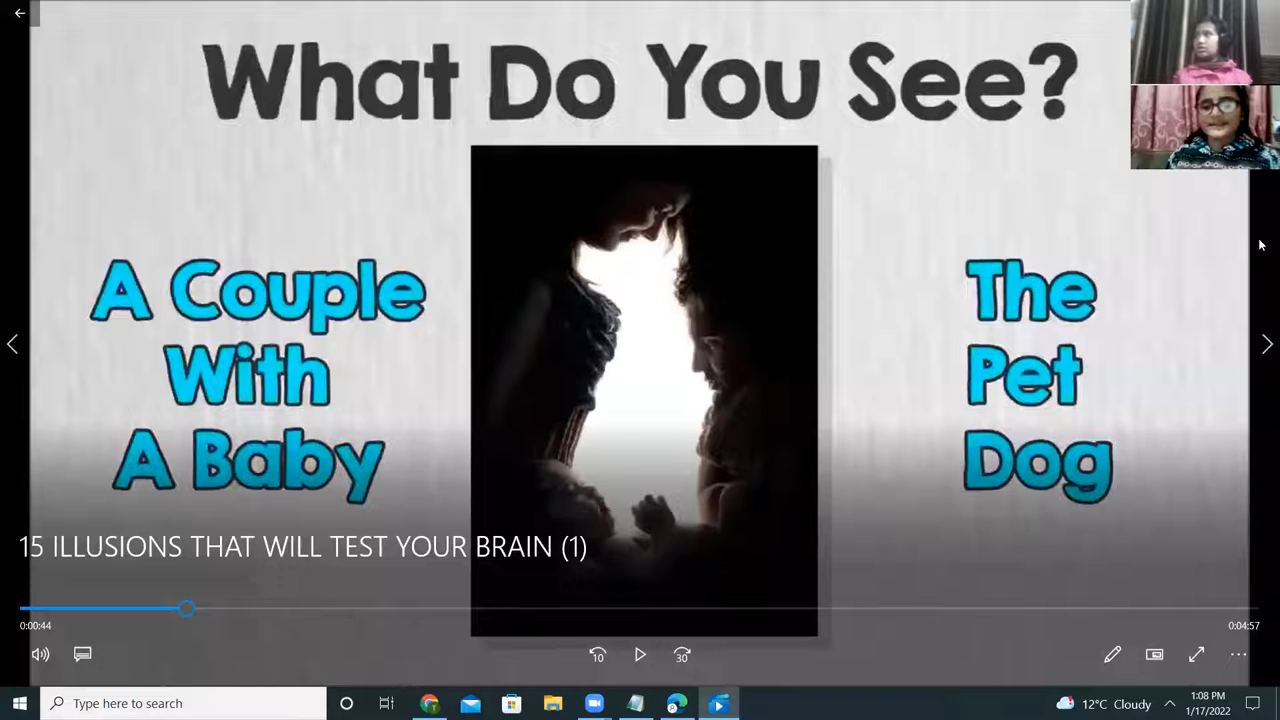 What Do You See?
A Couple
With
A Baby
The
Pet
Dog
15 ILLUSIONS THAT WILL TEST YOUR BRAIN (1)
0:00:44
0:04:57
10
30
Type here to search
12°C Cloudy
1:08 PM
1/17/2022